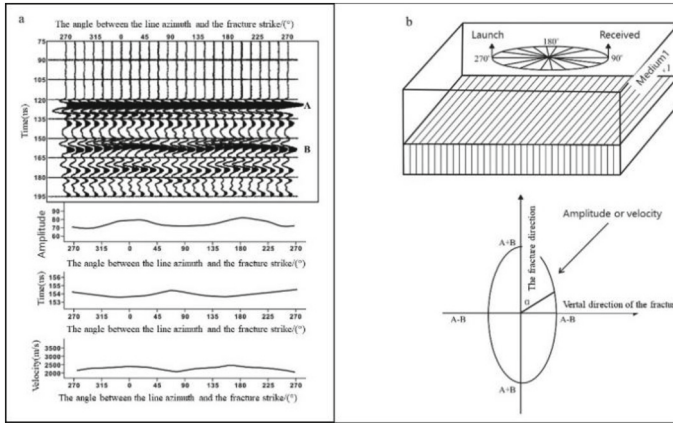 a
The angle between the line azimuth and the fracture strike/(°)
270 315 0 45 90 135 180 225 270
Time(ns)
75
90
105
120
135
150
165
180
195
A
B
Amplitude
90
80
70
60
270 315 0 45 90 135 180 225 270
The angle between the line azimuth and the fracture strike/(°)
Time(ns)
156
155
154
153
270 315 0 45 90 135 180 225 270
The angle between the line azimuth and the fracture strike/(°)
Velocity(m/s)
3000
2500
2000
270 315 0 45 90 135 180 225 270
The angle between the line azimuth and the fracture strike/(°)
b
Launch
Received
180°
270°
90°
Medium1
Amplitude or velocity
The fracture direction
A+B
α
Vertal direction of the fractur
A-B
A-B
A+B